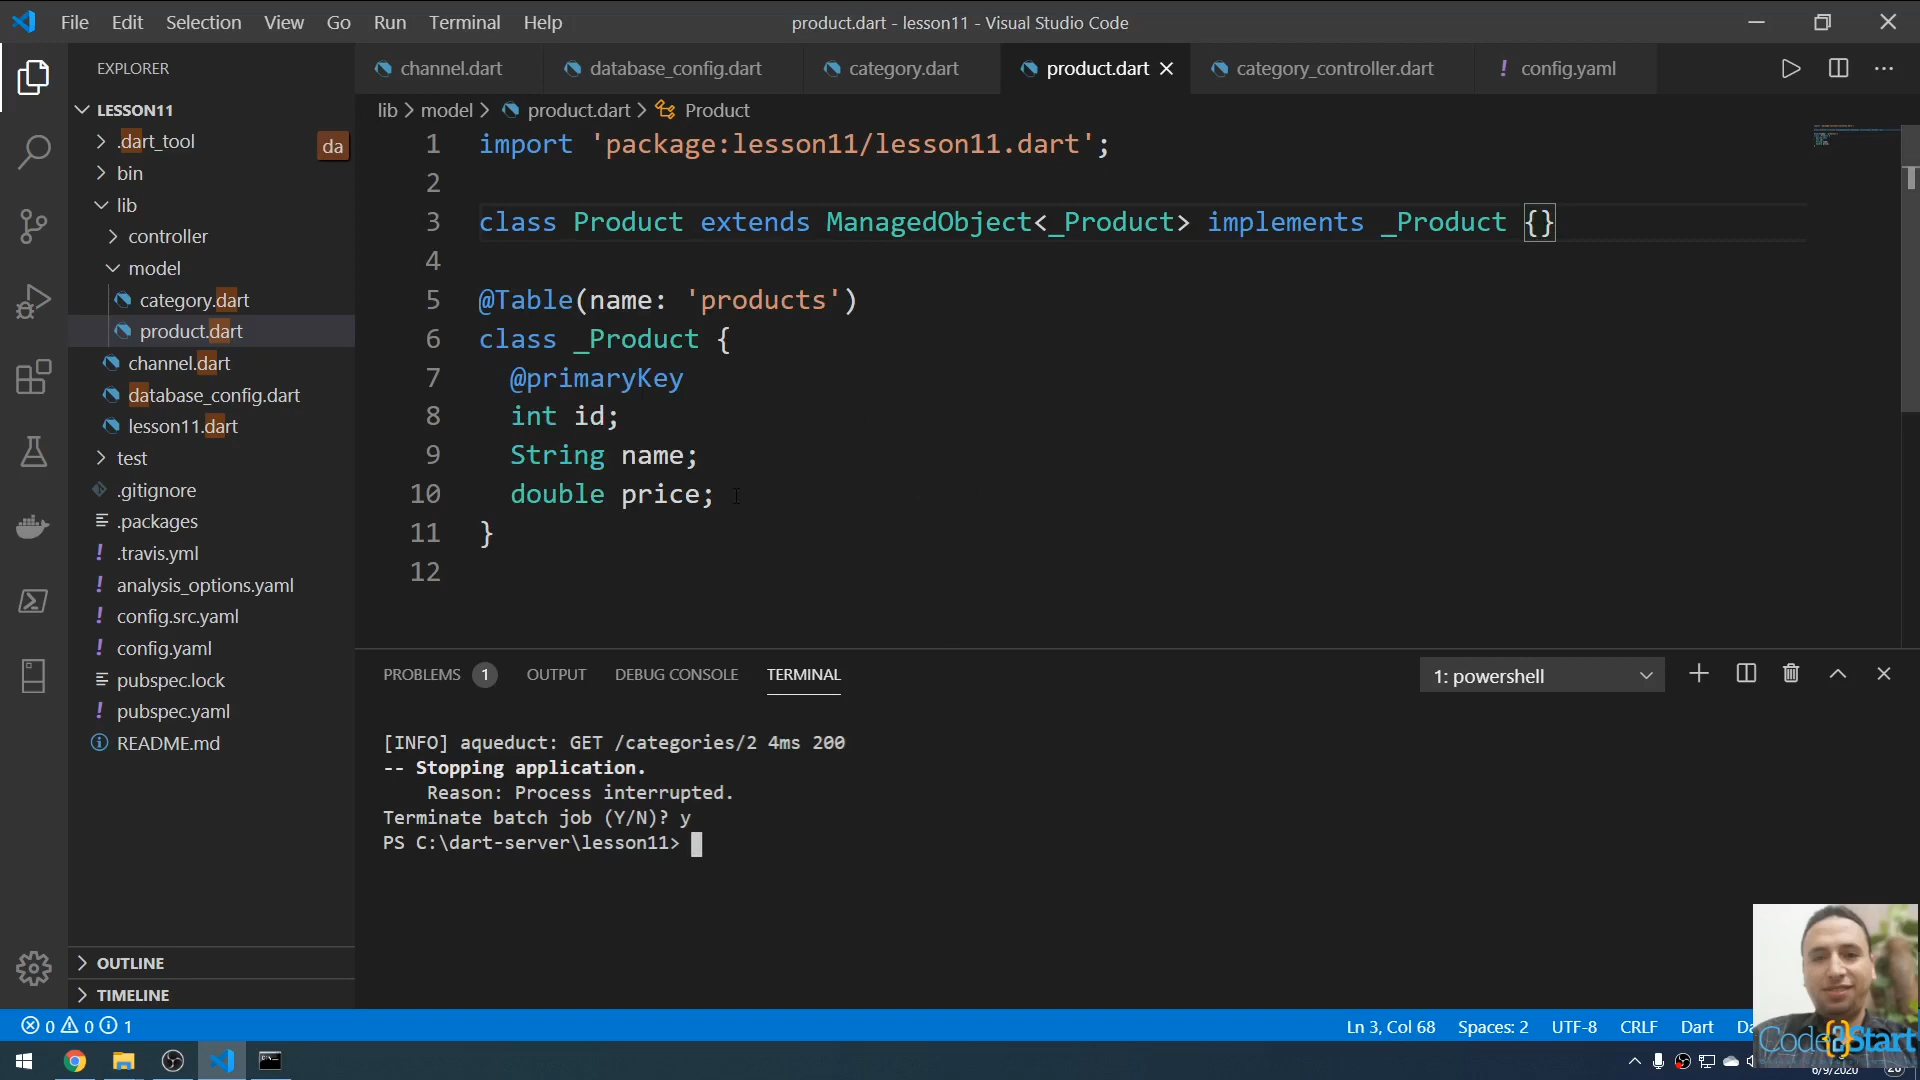 File Edit Selection View Go Run Terminal Help
product.dart - lesson11 - Visual Studio Code
EXPLORER
LESSON11
.dart_tool
da
bin
lib
controller
model
category.dart
product.dart
channel.dart
database_config.dart
lesson11.dart
test
.gitignore
.packages
.travis.yml
analysis_options.yaml
config.src.yaml
config.yaml
pubspec.lock
pubspec.yaml
README.md
OUTLINE
TIMELINE
channel.dart database_config.dart category.dart product.dart category_controller.dart config.yaml
lib > model > product.dart > Product
1 import 'package:lesson11/lesson11.dart';
2
3 class Product extends ManagedObject<_Product> implements _Product {}
4
5 @Table(name: 'products')
6 class _Product {
7 @primaryKey
8 int id;
9 String name;
10 double price;
11 }
12
PROBLEMS 1 OUTPUT DEBUG CONSOLE TERMINAL
1: powershell
[INFO] aqueduct: GET /categories/2 4ms 200
-- Stopping application.
Reason: Process interrupted.
Terminate batch job (Y/N)? y
PS C:\dart-server\lesson11>
0 0 1
Ln 3, Col 68 Spaces: 2 UTF-8 CRLF Dart
Code{2}Start
6/9/2020